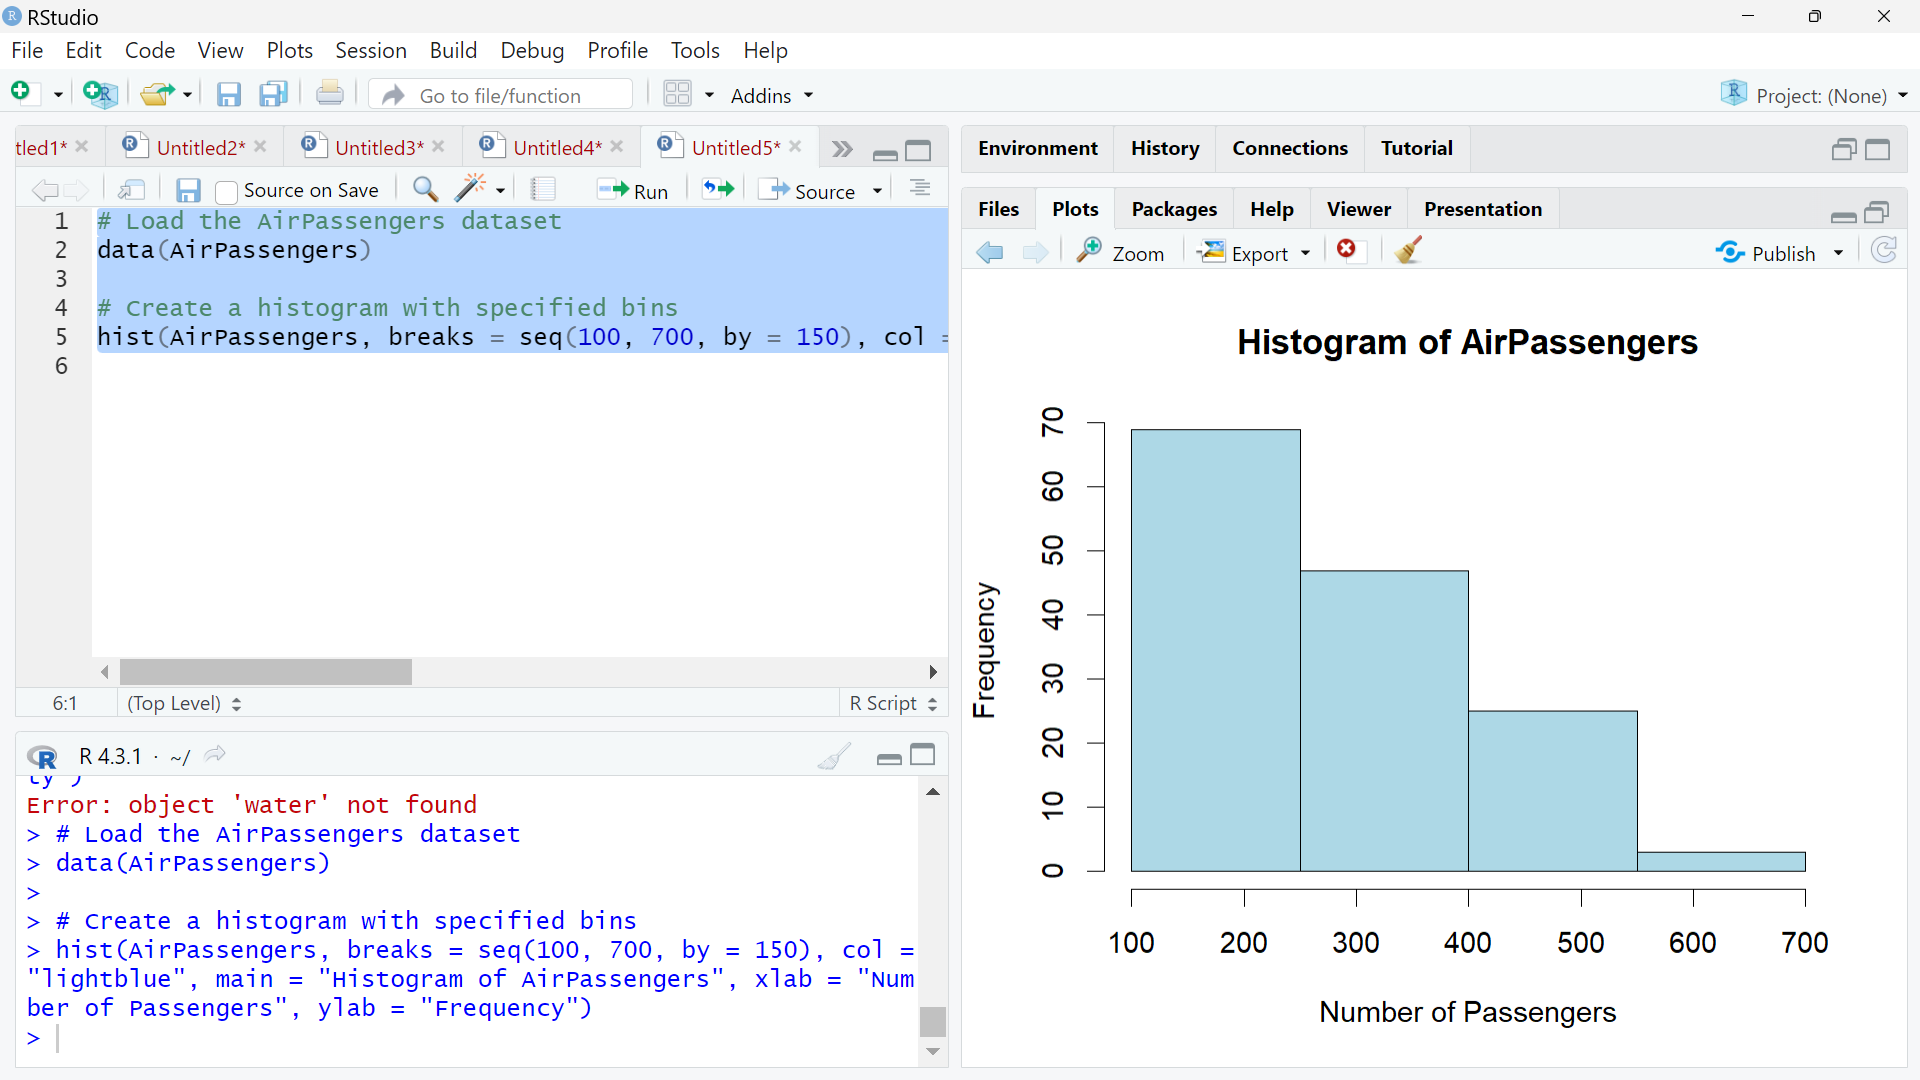 RStudio
File Edit Code View Plots Session Build Debug Profile Tools Help
Go to file/function Addins Project: (None)
tled1* Untitled2* Untitled3* Untitled4* Untitled5*
Source on Save Run Source
1 # Load the AirPassengers dataset
2 data(AirPassengers)
3
4 # Create a histogram with specified bins
5 hist(AirPassengers, breaks = seq(100, 700, by = 150), col =
6
6:1 (Top Level) R Script
R 4.3.1 · ~/
ty")
Error: object 'water' not found
> # Load the AirPassengers dataset
> data(AirPassengers)
>
> # Create a histogram with specified bins
> hist(AirPassengers, breaks = seq(100, 700, by = 150), col =
"lightblue", main = "Histogram of AirPassengers", xlab = "Num
ber of Passengers", ylab = "Frequency")
>
Environment History Connections Tutorial
Files Plots Packages Help Viewer Presentation
Zoom Export Publish
Histogram of AirPassengers
Frequency
70
60
50
40
30
20
10
0
100 200 300 400 500 600 700
Number of Passengers